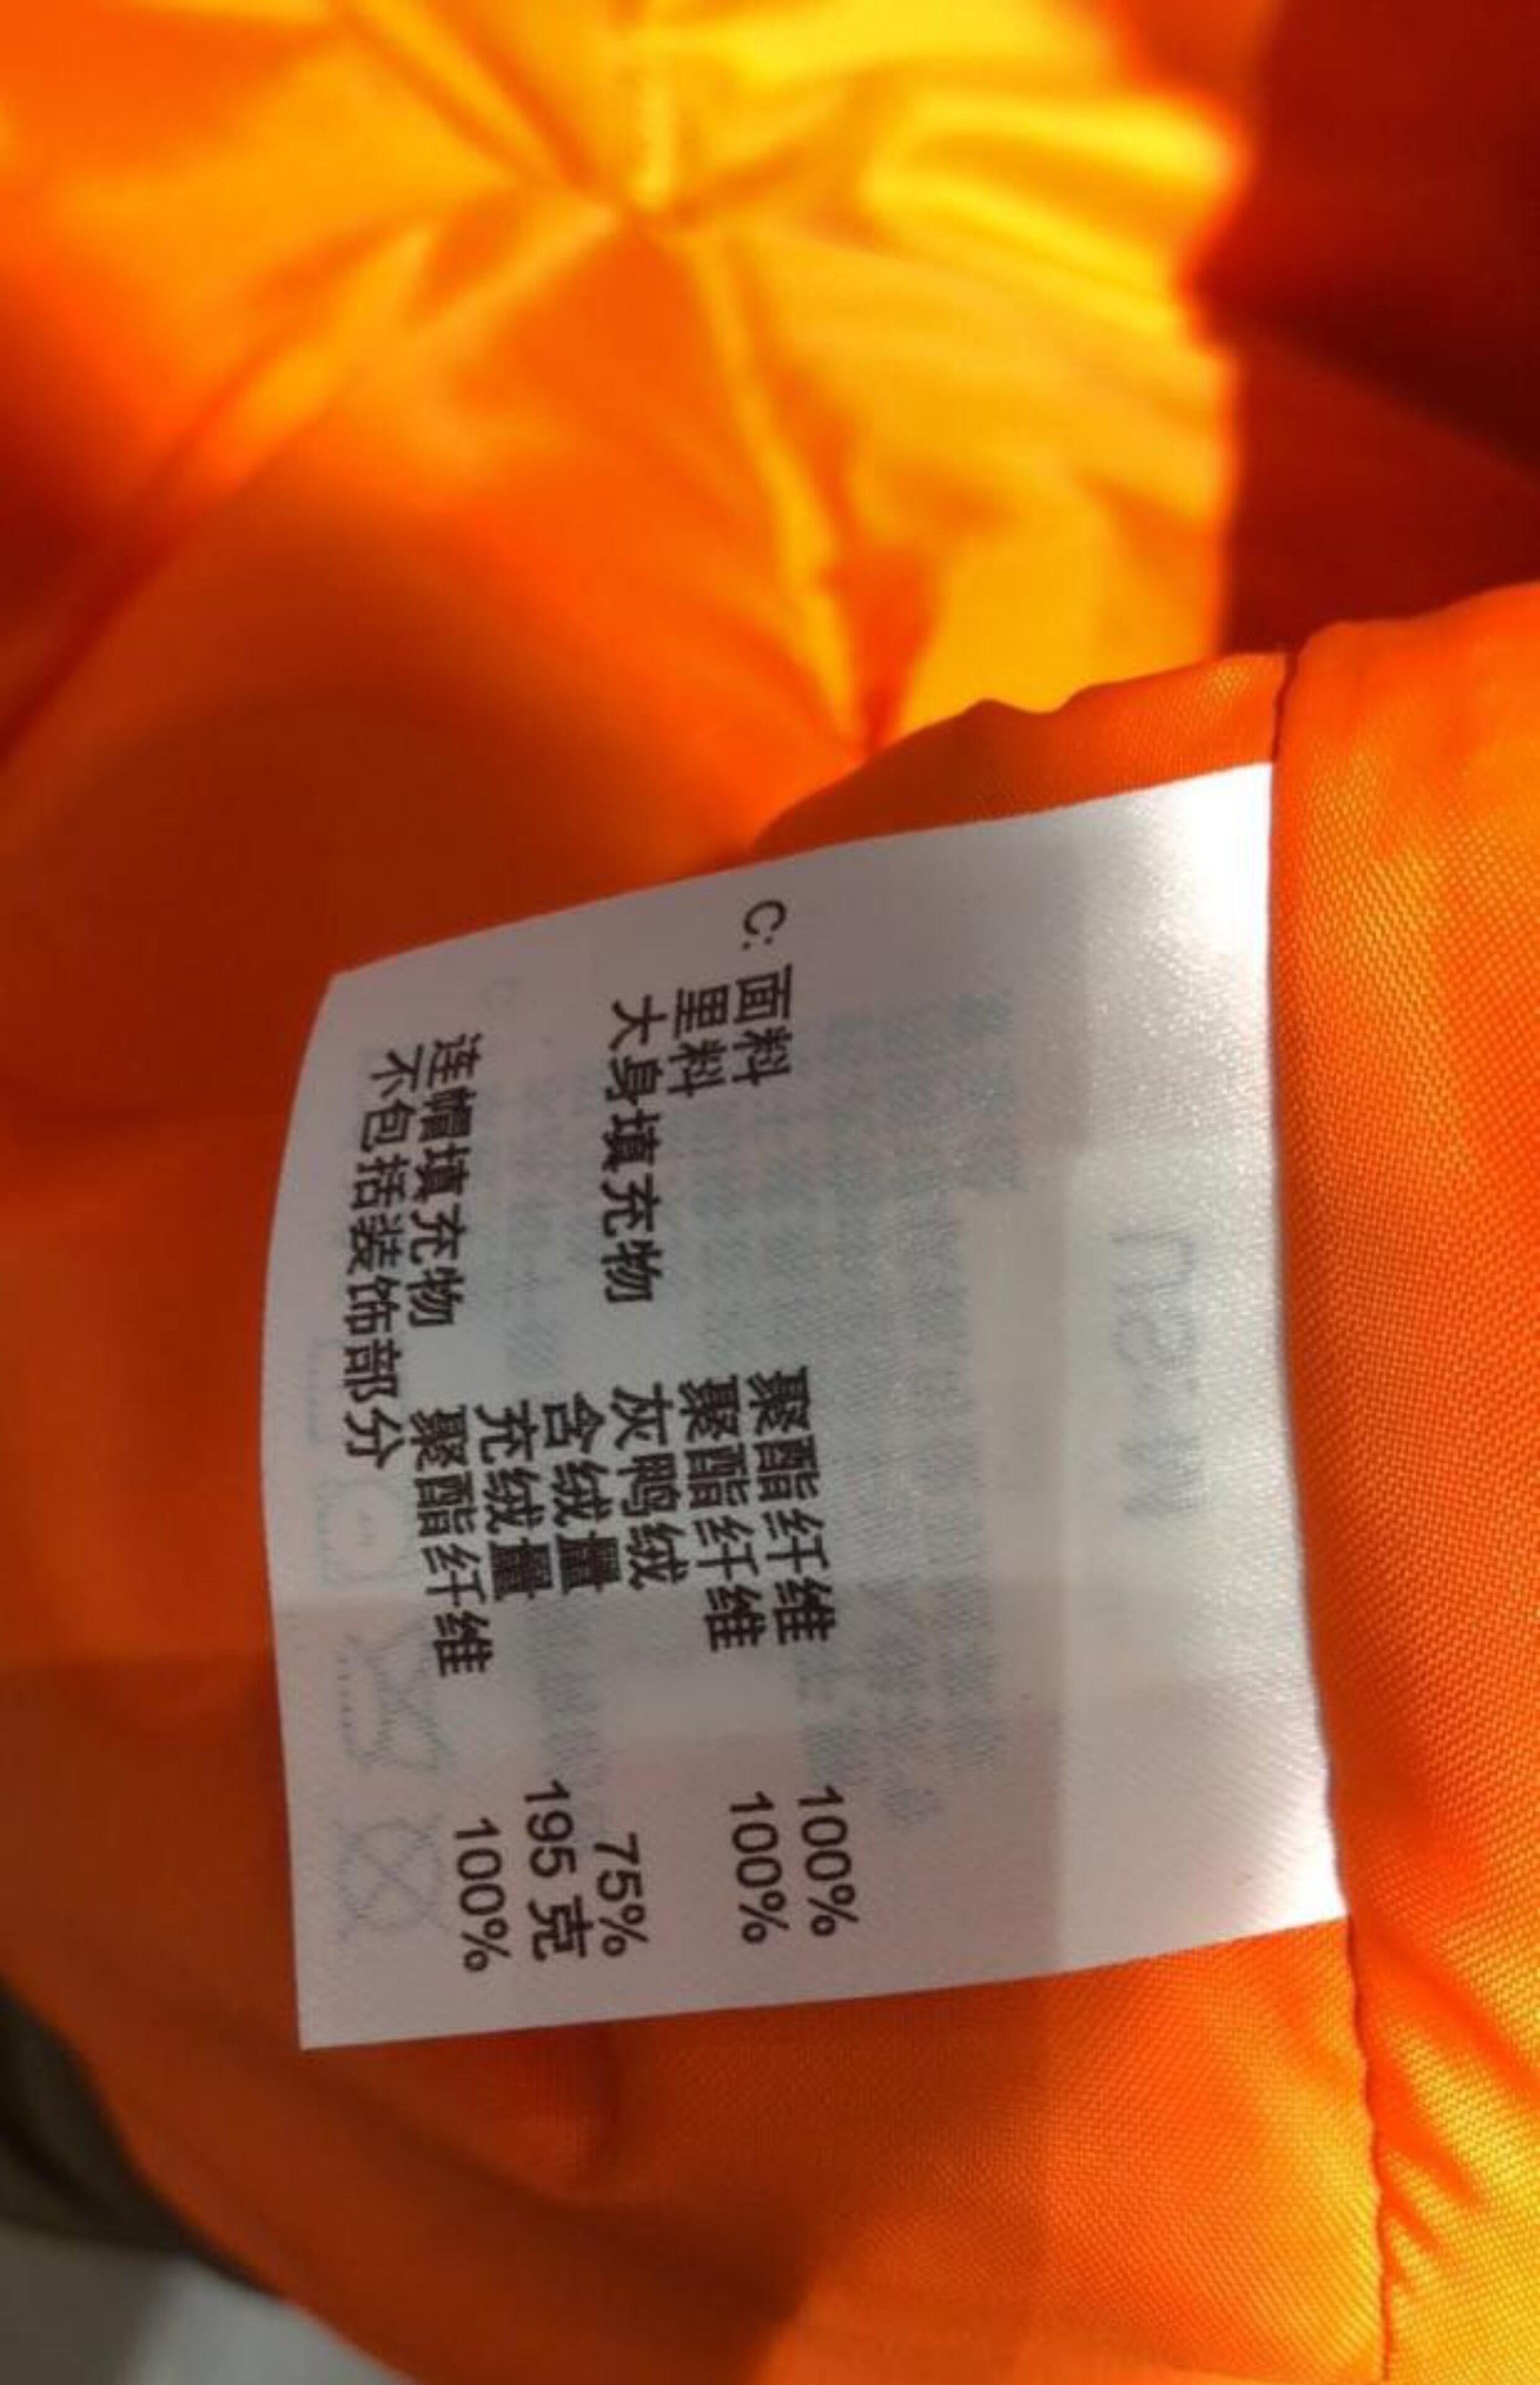 C: 面料 聚酯纤维 100%
里料 聚酯纤维 100%
大身填充物 灰鸭绒
含绒量 75%
充绒量 195 克
连帽填充物 聚酯纤维 100%
不包括装饰部分